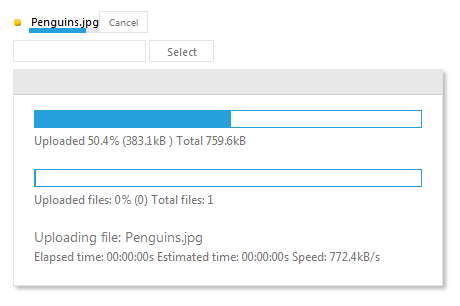 Penguins.jpg Cancel
Select
Uploaded 50.4% (383.1kB ) Total 759.6kB
Uploaded files: 0% (0) Total files: 1
Uploading file: Penguins.jpg
Elapsed time: 00:00:00s Estimated time: 00:00:00s Speed: 772.4kB/s